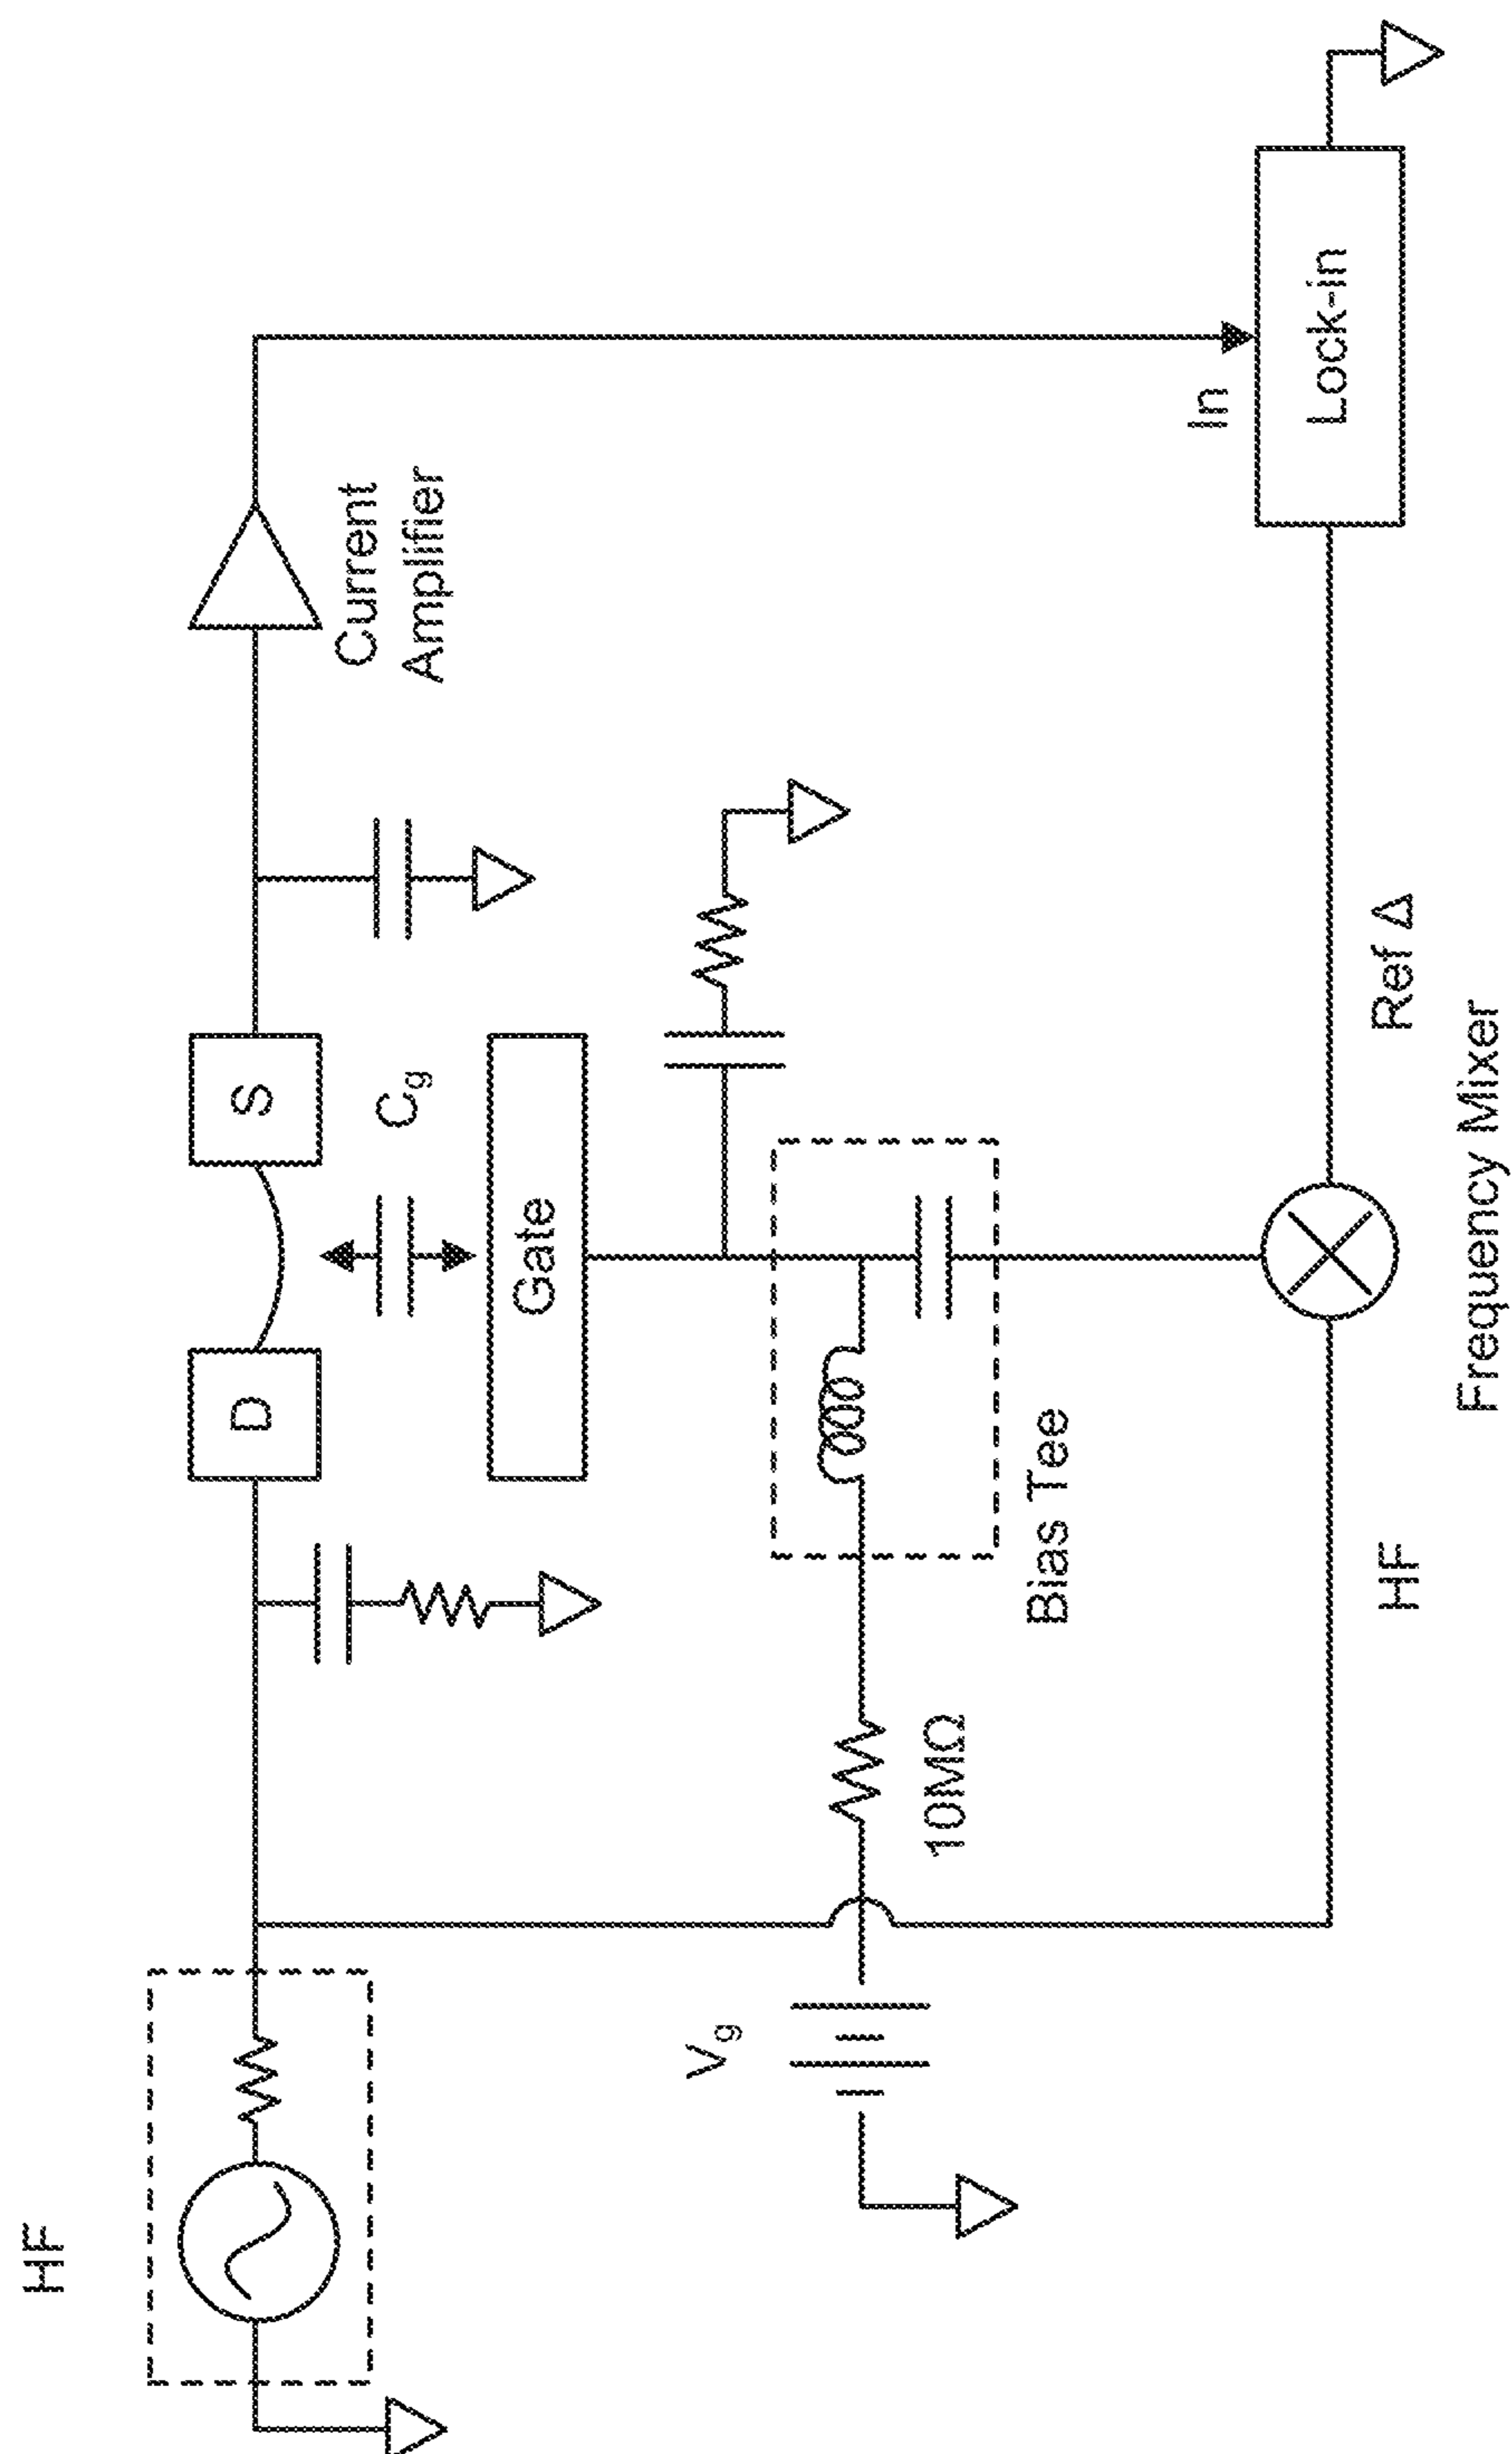 HF
D
S
Current
Amplifier
Cg
Gate
Vg
10MΩ
Bias Tee
In
Lock-in
HF
Ref Δ
Frequency Mixer